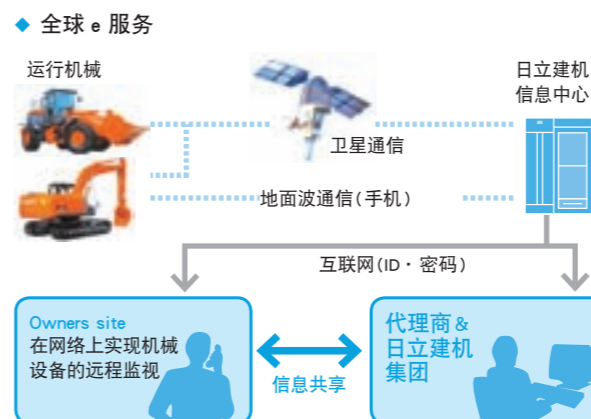 ◆ 全球 e 服务
运行机械
日立建机
信息中心
卫星通信
地面波通信(手机)
互联网(ID・密码)
Owners site
在网络上实现机械
设备的远程监视
信息共享
代理商&
日立建机
集团